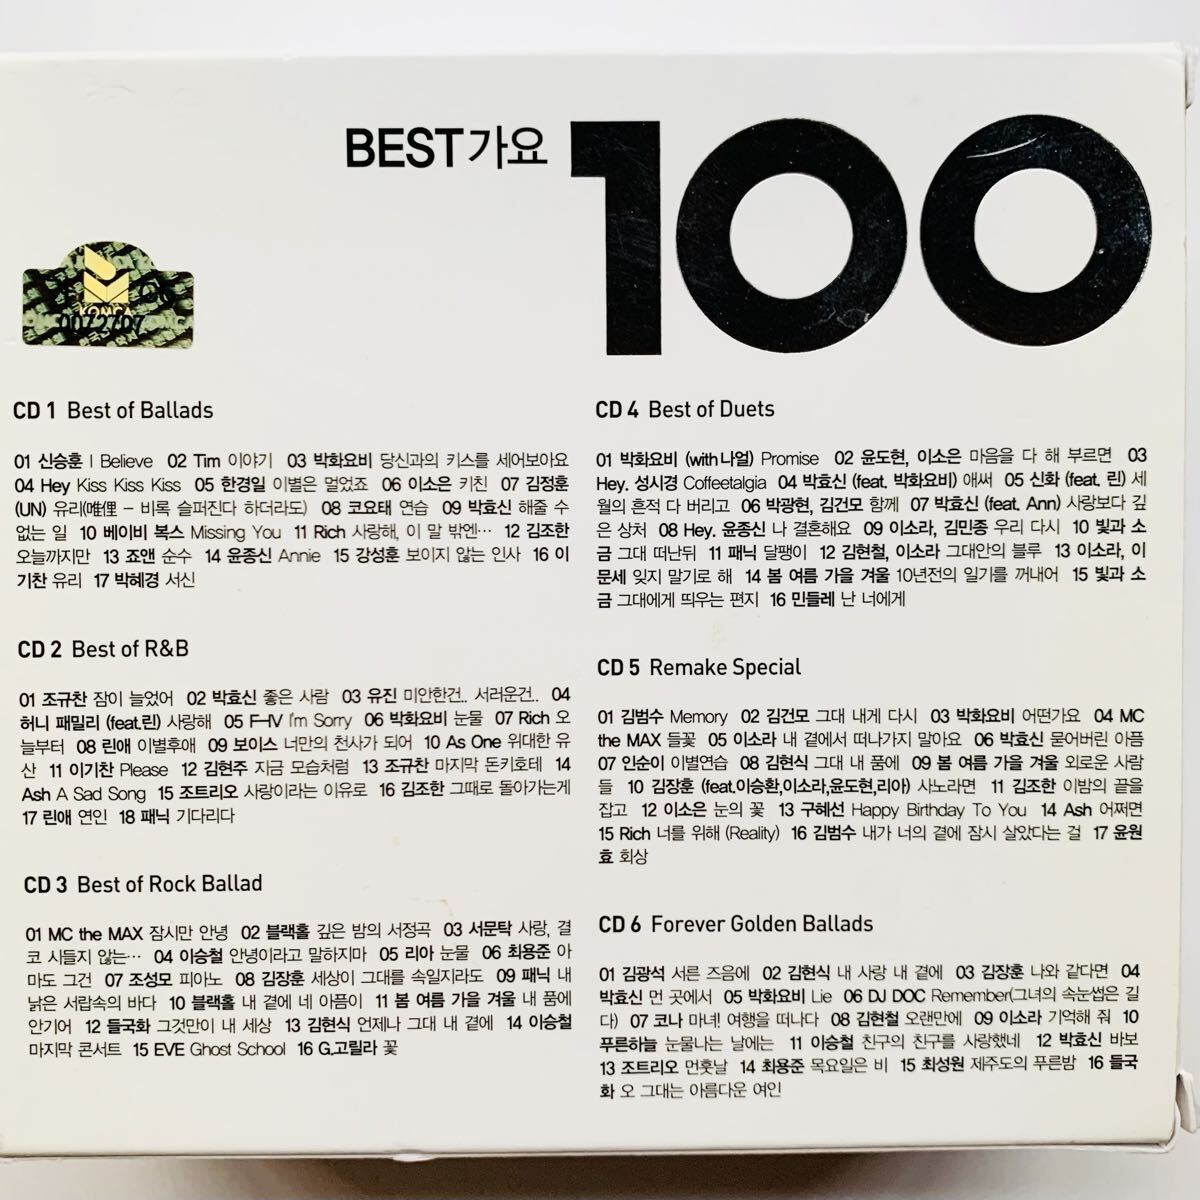 BEST 가요 100
KOMCA
0072707
CD 1 Best of Ballads
01 신승훈 I Believe 02 Tim 이야기 03 박화요비 당신과의 키스를 세어보아요
04 Hey Kiss Kiss Kiss 05 한경일 이별은 멀었죠 06 이소은 키친 07 김정훈
(UN) 유리(唯俚 - 비록 슬퍼진다 하더라도) 08 코요태 연습 09 박효신 해줄 수
없는 일 10 베이비 복스 Missing You 11 Rich 사랑해, 이 말 밖엔… 12 김조한
오늘까지만 13 죠앤 순수 14 윤종신 Annie 15 강성훈 보이지 않는 인사 16 이
기찬 유리 17 박혜경 서신
CD 2 Best of R&B
01 조규찬 잠이 늘었어 02 박효신 좋은 사람 03 유진 미안한건.. 서러운건.. 04
허니 패밀리 (feat.린) 사랑해 05 F-IV I'm Sorry 06 박화요비 눈물 07 Rich 오
늘부터 08 린애 이별후애 09 보이스 너만의 천사가 되어 10 As One 위대한 유
산 11 이기찬 Please 12 김현주 지금 모습처럼 13 조규찬 마지막 돈키호테 14
Ash A Sad Song 15 조트리오 사랑이라는 이유로 16 김조한 그때로 돌아가는게
17 린애 연인 18 패닉 기다리다
CD 3 Best of Rock Ballad
01 MC the MAX 잠시만 안녕 02 블랙홀 깊은 밤의 서정곡 03 서문탁 사랑, 결
코 시들지 않는… 04 이승철 안녕이라고 말하지마 05 리아 눈물 06 최용준 아
마도 그건 07 조성모 피아노 08 김장훈 세상이 그대를 속일지라도 09 패닉 내
낡은 서랍속의 바다 10 블랙홀 내 곁에 네 아픔이 11 봄 여름 가을 겨울 내 품에
안기어 12 들국화 그것만이 내 세상 13 김현식 언제나 그대 내 곁에 14 이승철
마지막 콘서트 15 EVE Ghost School 16 G.고릴라 꽃
CD 4 Best of Duets
01 박화요비 (with 나얼) Promise 02 윤도현, 이소은 마음을 다 해 부르면 03
Hey. 성시경 Coffeetalgia 04 박효신 (feat. 박화요비) 애써 05 신화 (feat. 린) 세
월의 흔적 다 버리고 06 박광현, 김건모 함께 07 박효신 (feat. Ann) 사랑보다 깊
은 상처 08 Hey. 윤종신 나 결혼해요 09 이소라, 김민종 우리 다시 10 빛과 소
금 그대 떠난뒤 11 패닉 달팽이 12 김현철, 이소라 그대안의 블루 13 이소라, 이
문세 잊지 말기로 해 14 봄 여름 가을 겨울 10년전의 일기를 꺼내어 15 빛과 소
금 그대에게 띄우는 편지 16 민들레 난 너에게
CD 5 Remake Special
01 김범수 Memory 02 김건모 그대 내게 다시 03 박화요비 어떤가요 04 MC
the MAX 들꽃 05 이소라 내 곁에서 떠나가지 말아요 06 박효신 묻어버린 아픔
07 인순이 이별연습 08 김현식 그대 내 품에 09 봄 여름 가을 겨울 외로운 사람
들 10 김장훈 (feat.이승환,이소라,윤도현,리아) 사노라면 11 김조한 이밤의 끝을
잡고 12 이소은 눈의 꽃 13 구혜선 Happy Birthday To You 14 Ash 어쩌면
15 Rich 너를 위해 (Reality) 16 김범수 내가 너의 곁에 잠시 살았다는 걸 17 윤원
효 회상
CD 6 Forever Golden Ballads
01 김광석 서른 즈음에 02 김현식 내 사랑 내 곁에 03 김장훈 나와 같다면 04
박효신 먼 곳에서 05 박화요비 Lie 06 DJ DOC Remember(그녀의 속눈썹은 길
다) 07 코나 마녀! 여행을 떠나다 08 김현철 오랜만에 09 이소라 기억해 줘 10
푸른하늘 눈물나는 날에는 11 이승철 친구의 친구를 사랑했네 12 박효신 바보
13 조트리오 먼훗날 14 최용준 목요일은 비 15 최성원 제주도의 푸른밤 16 들국
화 오 그대는 아름다운 여인